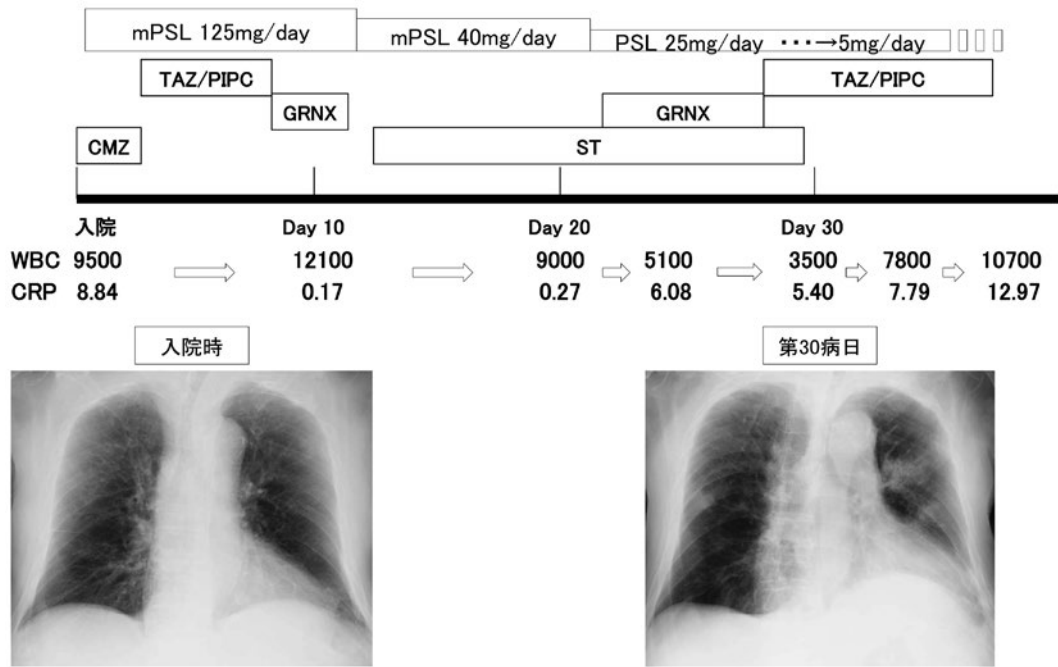 mPSL 125mg/day
mPSL 40mg/day
PSL 25mg/day ・・・→5mg/day
TAZ/PIPC
TAZ/PIPC
GRNX
GRNX
CMZ
ST
入院 Day 10 Day 20 Day 30
WBC 9500 12100 9000 5100 3500 7800 10700
CRP 8.84 0.17 0.27 6.08 5.40 7.79 12.97
入院時 第30病日